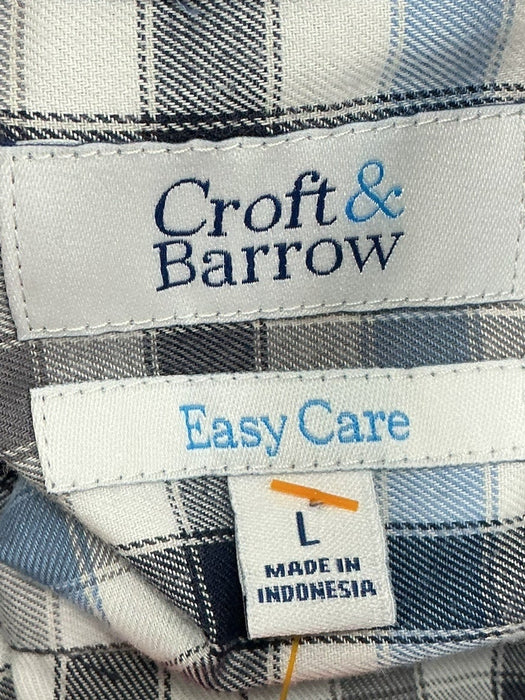 Croft &
Barrow
Easy Care
L
MADE IN
INDONESIA